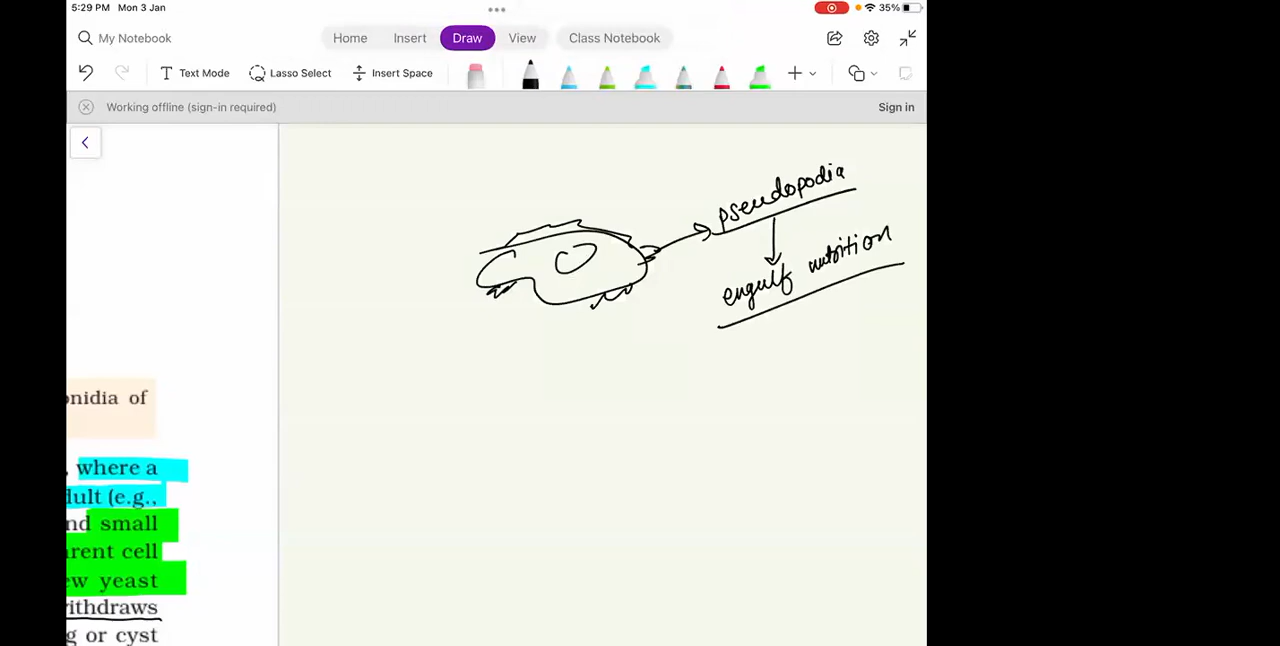 5:29 PM Mon 3 Jan
35%
My Notebook
Home Insert Draw View Class Notebook
Text Mode Lasso Select Insert Space
Working offline (sign-in required) Sign in
pseudopodia
engulf nutrition
onidia of
, where a
dult (e.g.,
nd small
arent cell
ew yeast
ithdraws
g or cyst